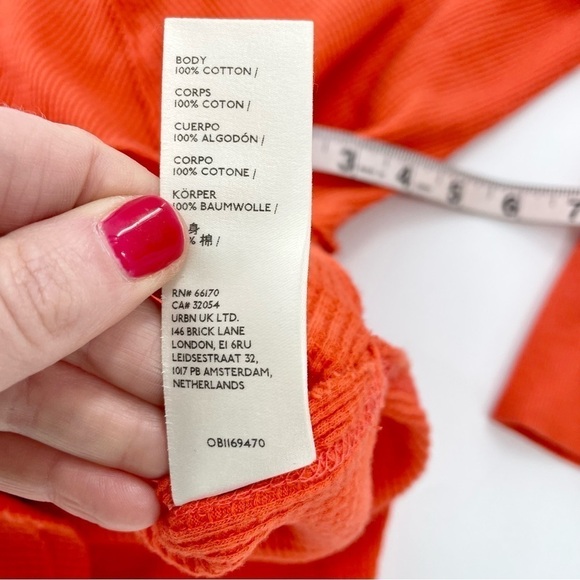 BODY
100% COTTON /
CORPS
100% COTON /
CUERPO
100% ALGODÓN /
CORPO
100% COTONE /
KÖRPER
100% BAUMWOLLE /
身
% 棉 /
RN# 66170
CA# 32054
URBN UK LTD.
146 BRICK LANE
LONDON, E1 6RU
LEIDSESTRAAT 32,
1017 PB AMSTERDAM,
NETHERLANDS
OB1169470
3 4 5 6 7